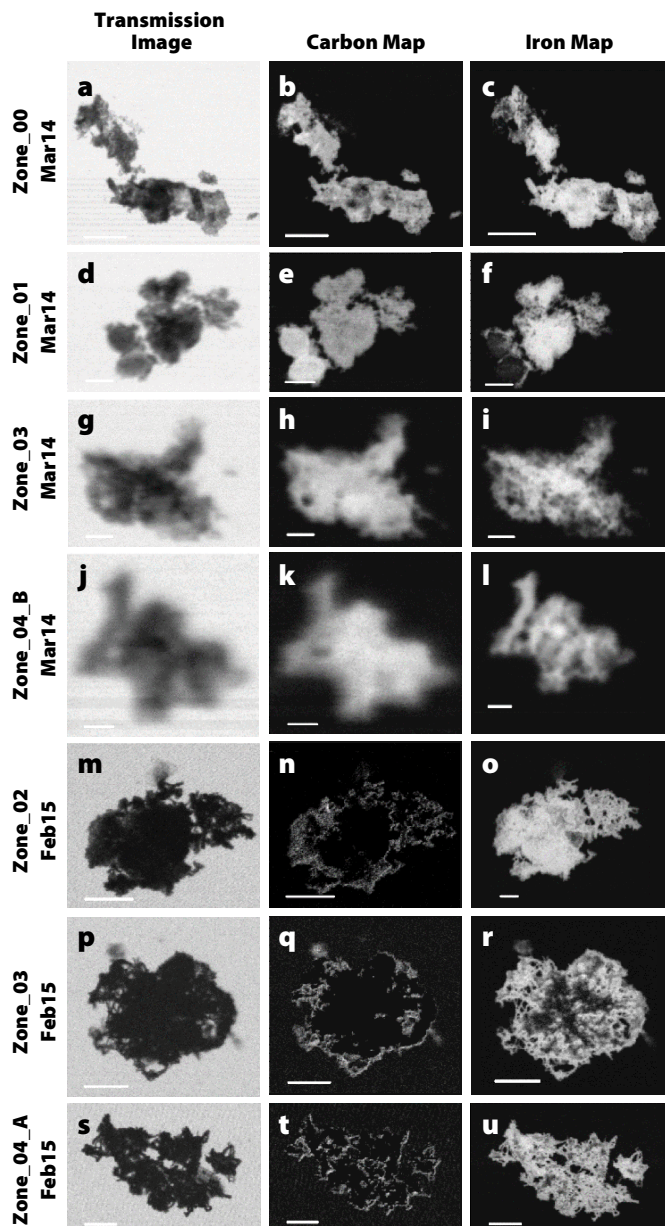 Transmission
Image
Carbon Map
Iron Map
Zone_00
Mar14
a
b
c
Zone_01
Mar14
d
e
f
Zone_03
Mar14
g
h
i
Zone_04_B
Mar14
j
k
l
Zone_02
Feb15
m
n
o
Zone_03
Feb15
p
q
r
Zone_04_A
Feb15
s
t
u